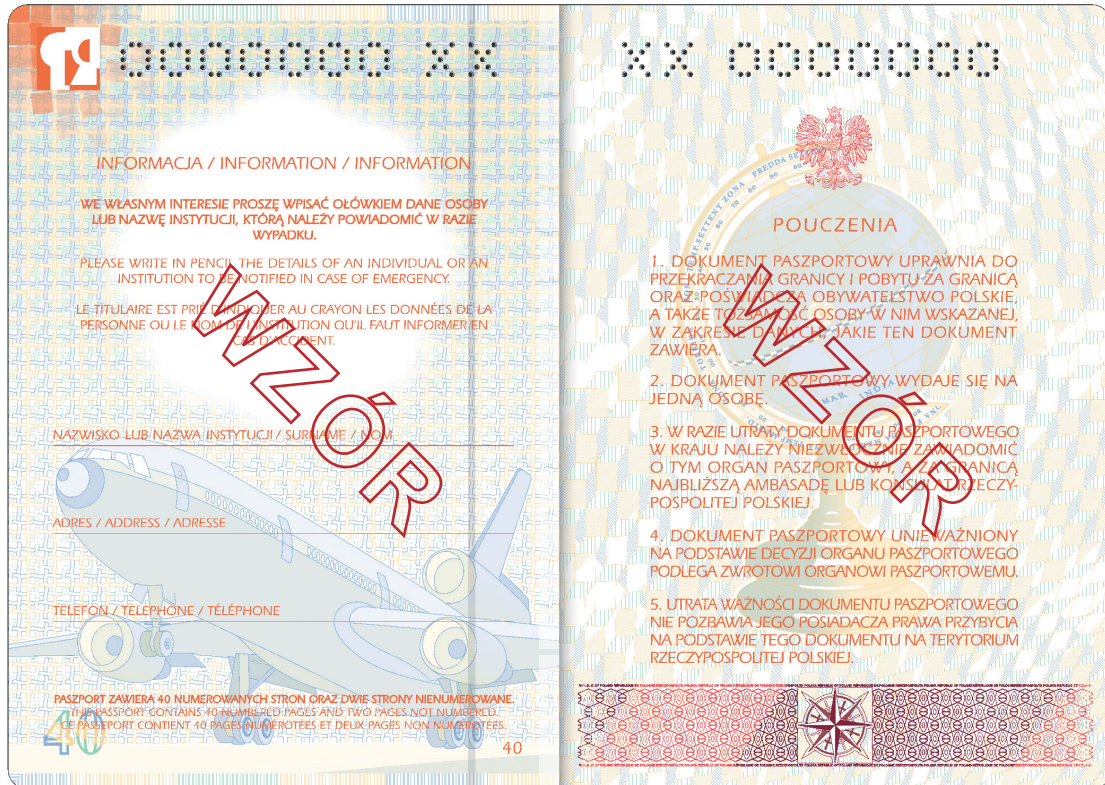 0000000 XX
INFORMACJA / INFORMATION / INFORMATION
WE WŁASNYM INTERESIE PROSZĘ WPISAĆ OŁÓWKIEM DANE OSOBY
LUB NAZWĘ INSTYTUCJI, KTÓRĄ NALEŻY POWIADOMIĆ W RAZIE
WYPADKU.
PLEASE WRITE IN PENCIL THE DETAILS OF AN INDIVIDUAL OR AN
INSTITUTION TO BE NOTIFIED IN CASE OF EMERGENCY.
LE TITULAIRE EST PRIÉ D'INDIQUER AU CRAYON LES DONNÉES DE LA
PERSONNE OU LE NOM DE L'INSTITUTION QU'IL FAUT INFORMER EN
CAS D'ACCIDENT.
WZÓR
NAZWISKO LUB NAZWA INSTYTUCJI / SURNAME / NOM
ADRES / ADDRESS / ADRESSE
TELEFON / TELEPHONE / TÉLÉPHONE
PASZPORT ZAWIERA 40 NUMEROWANYCH STRON ORAZ DWIE STRONY NIENUMEROWANE.
THIS PASSPORT CONTAINS 40 NUMBERED PAGES AND TWO PAGES NOT NUMBERED.
LE PASSEPORT CONTIENT 40 PAGES NUMÉROTÉES ET DEUX PAGES NON NUMÉROTÉES.
40
40
XX 0000000
POUCZENIA
1. DOKUMENT PASZPORTOWY UPRAWNIA DO
PRZEKRACZANIA GRANICY I POBYTU ZA GRANICĄ
ORAZ POŚWIADCZA OBYWATELSTWO POLSKIE,
A TAKŻE TOŻSAMOŚĆ OSOBY W NIM WSKAZANEJ,
W ZAKRESIE DANYCH, JAKIE TEN DOKUMENT
ZAWIERA.
2. DOKUMENT PASZPORTOWY WYDAJE SIĘ NA
JEDNĄ OSOBĘ.
3. W RAZIE UTRATY DOKUMENTU PASZPORTOWEGO
W KRAJU NALEŻY NIEZWŁOCZNIE ZAWIADOMIĆ
O TYM ORGAN PASZPORTOWY, A ZA GRANICĄ
NAJBLIŻSZĄ AMBASADĘ LUB KONSULAT RZECZY-
POSPOLITEJ POLSKIEJ.
4. DOKUMENT PASZPORTOWY UNIEWAŻNIONY
NA PODSTAWIE DECYZJI ORGANU PASZPORTOWEGO
PODLEGA ZWROTOWI ORGANOWI PASZPORTOWEMU.
5. UTRATA WAŻNOŚCI DOKUMENTU PASZPORTOWEGO
NIE POZBAWIA JEGO POSIADACZA PRAWA PRZYBYCIA
NA PODSTAWIE TEGO DOKUMENTU NA TERYTORIUM
RZECZYPOSPOLITEJ POLSKIEJ.
WZÓR
FREDDA
MAR INDIA